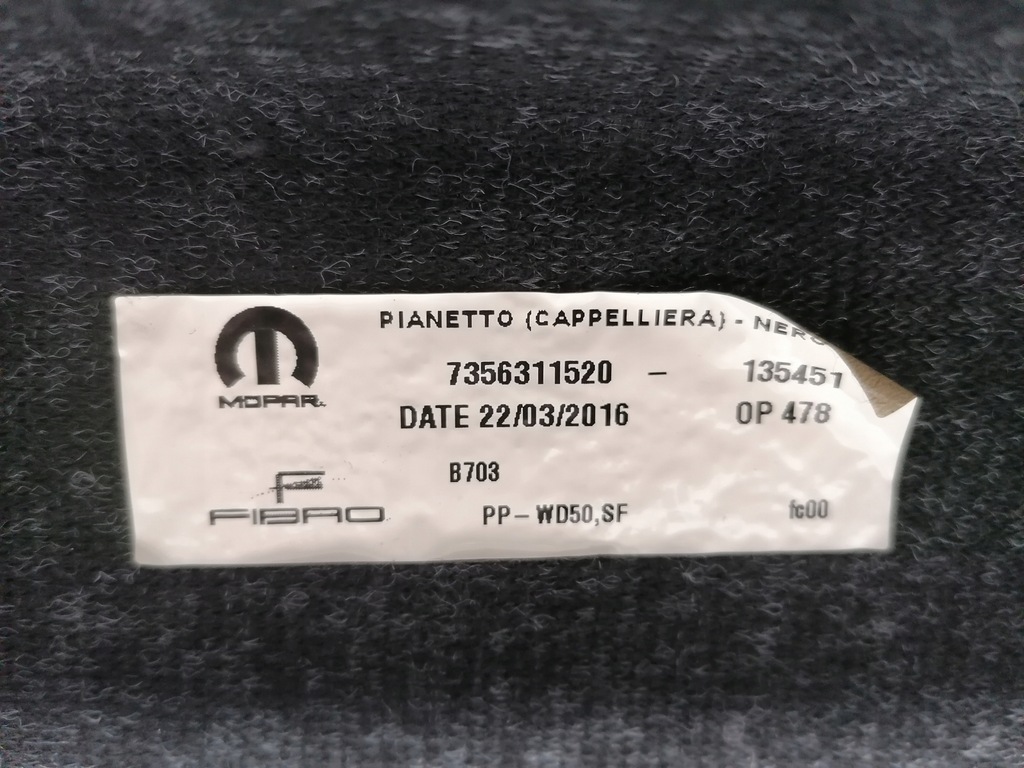 PIANETTO (CAPPELLIERA) - NERO
MOPAR
7356311520 - 135451
DATE 22/03/2016 OP 478
B703
FIBRO PP-WD50,SF fc00